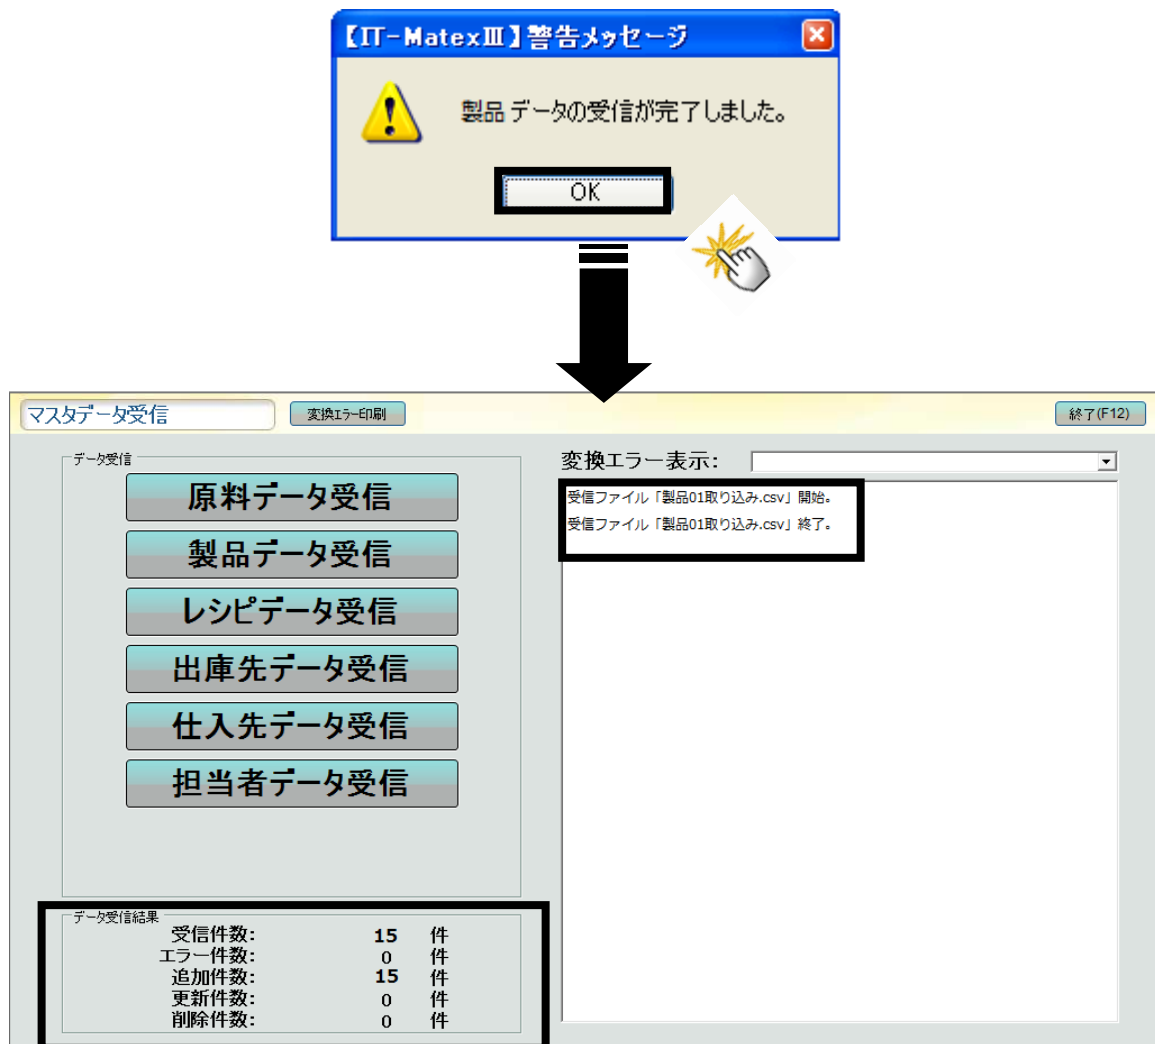 【IT-MatexⅢ】警告メッセージ
製品 データの受信が完了しました。
OK
マスタデータ受信
変換エラー印刷
終了(F12)
データ受信
原料データ受信
製品データ受信
レシピデータ受信
出庫先データ受信
仕入先データ受信
担当者データ受信
変換エラー表示：
受信ファイル「製品01取り込み.csv」開始。
受信ファイル「製品01取り込み.csv」終了。
データ受信結果
受信件数： 15 件
エラー件数： 0 件
追加件数： 15 件
更新件数： 0 件
削除件数： 0 件